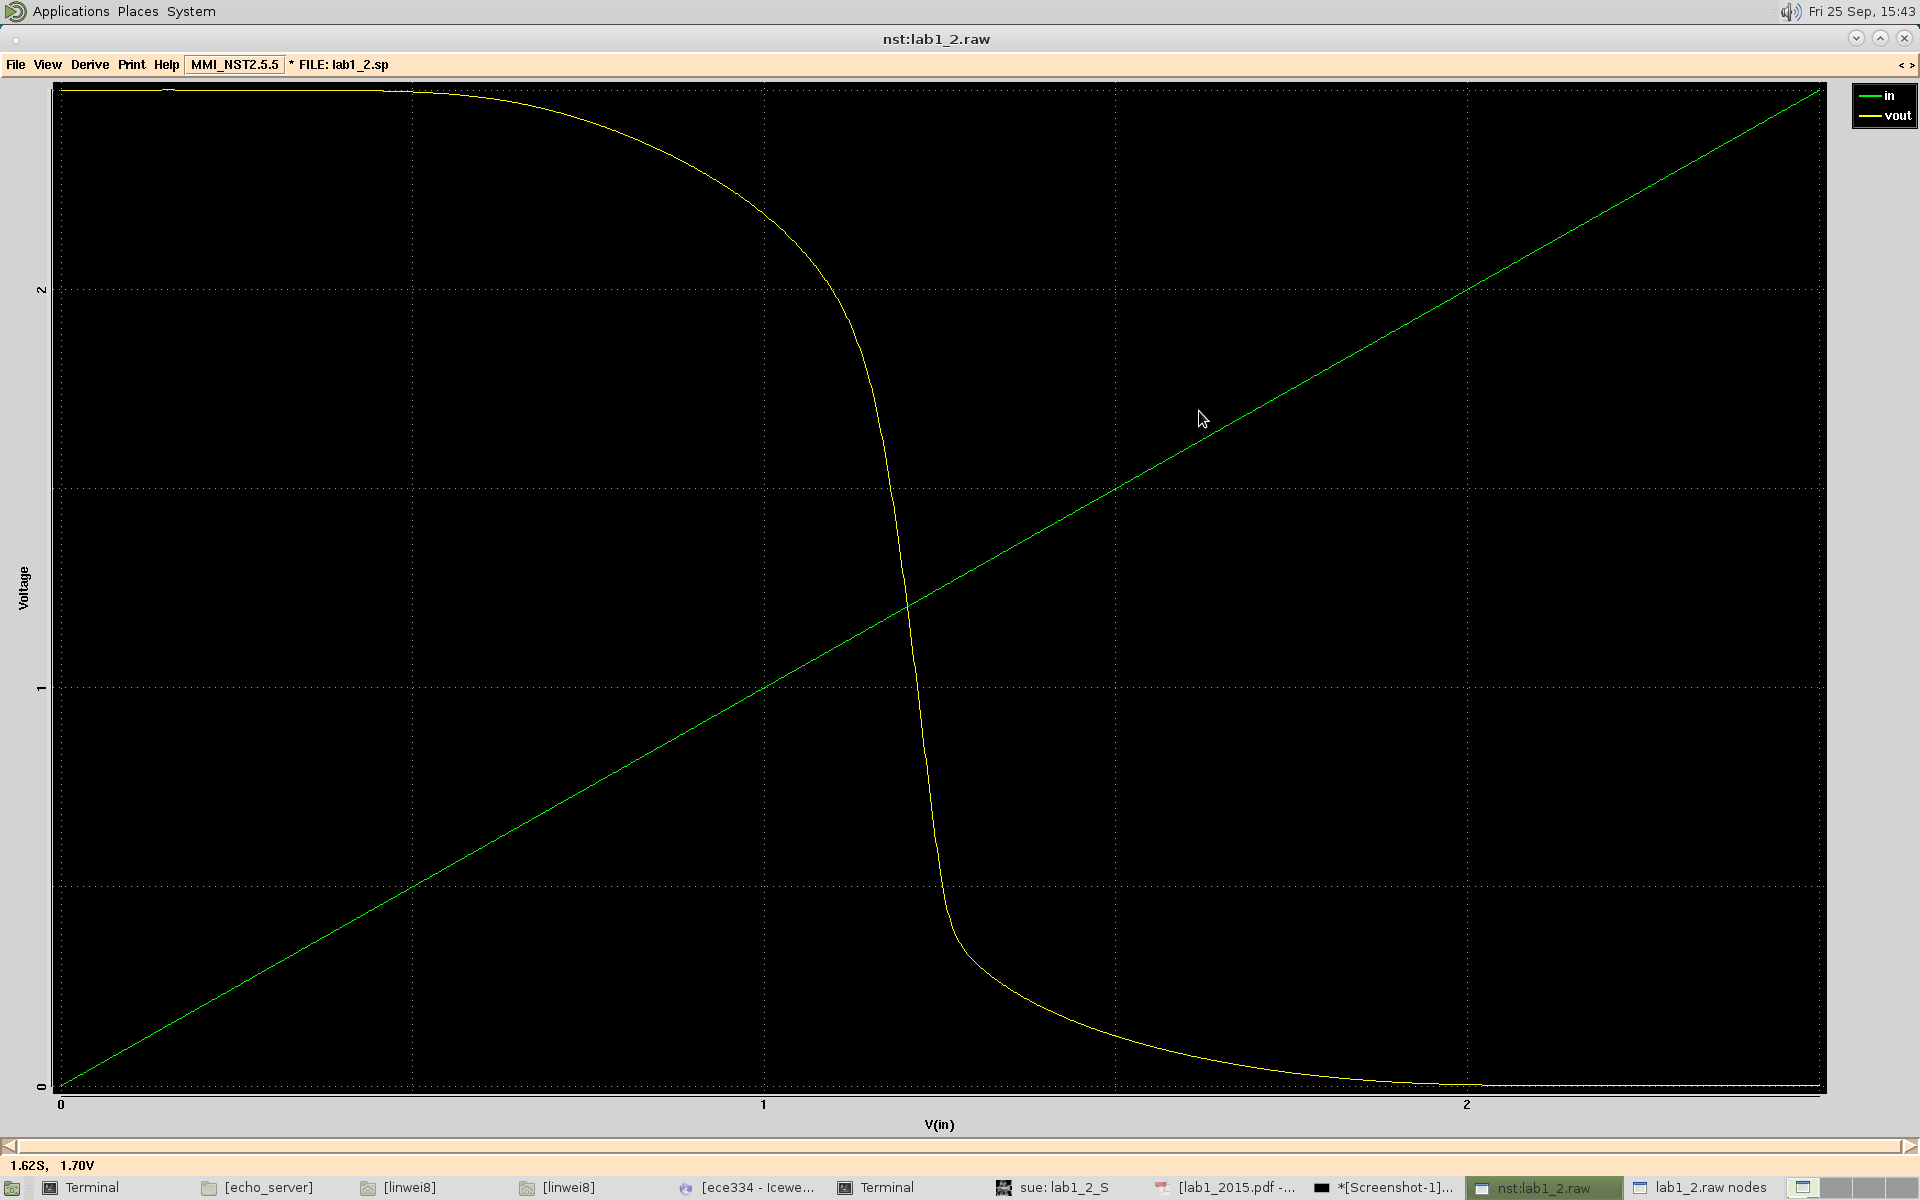 Applications Places System
Fri 25 Sep, 15:43
nst:lab1_2.raw
File View Derive Print Help MMI_NST2.5.5 * FILE: lab1_2.sp
< >
in
vout
2
1
0
Voltage
0 1 2
V(in)
1.62S, 1.70V
Terminal [echo_server] [linwei8] [linwei8] [ece334 - Icewe... Terminal sue: lab1_2_S [lab1_2015.pdf -... *[Screenshot-1]... nst:lab1_2.raw lab1_2.raw nodes